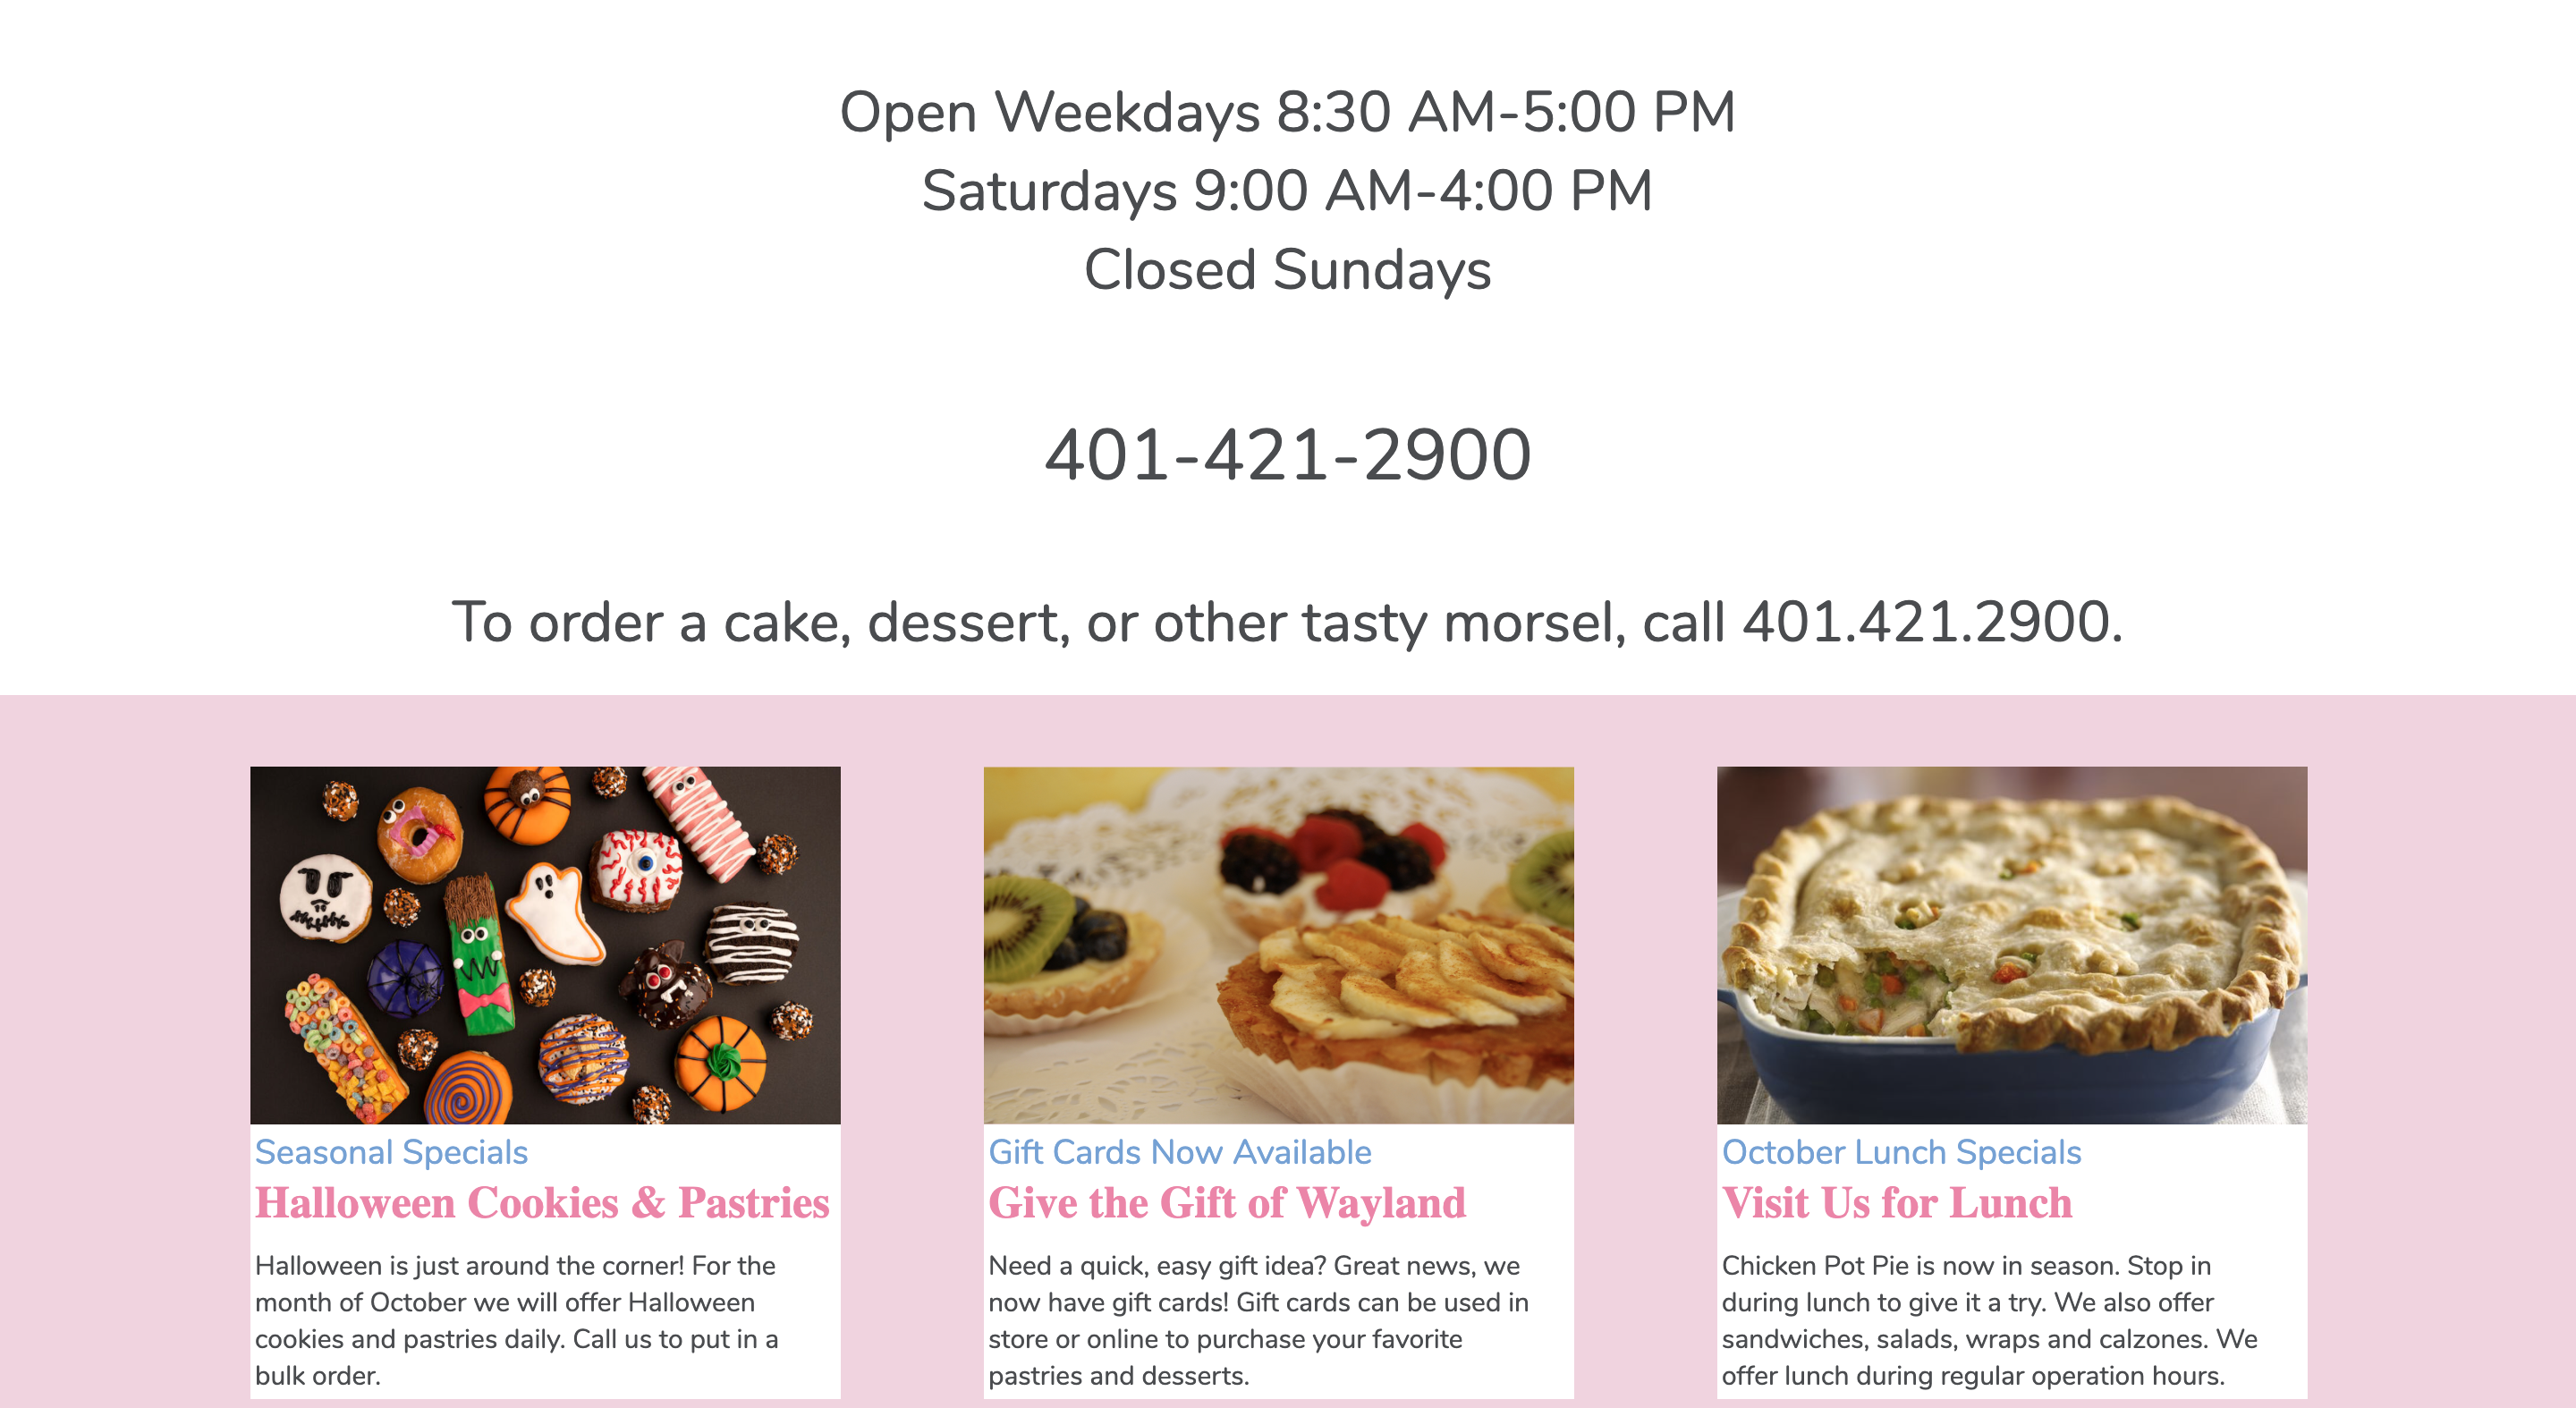 Open Weekdays 8:30 AM-5:00 PM
Saturdays 9:00 AM-4:00 PM
Closed Sundays
401-421-2900
To order a cake, dessert, or other tasty morsel, call 401.421.2900.
Seasonal Specials
Halloween Cookies & Pastries
Halloween is just around the corner! For the
month of October we will offer Halloween
cookies and pastries daily. Call us to put in a
bulk order.
Gift Cards Now Available
Give the Gift of Wayland
Need a quick, easy gift idea? Great news, we
now have gift cards! Gift cards can be used in
store or online to purchase your favorite
pastries and desserts.
October Lunch Specials
Visit Us for Lunch
Chicken Pot Pie is now in season. Stop in
during lunch to give it a try. We also offer
sandwiches, salads, wraps and calzones. We
offer lunch during regular operation hours.